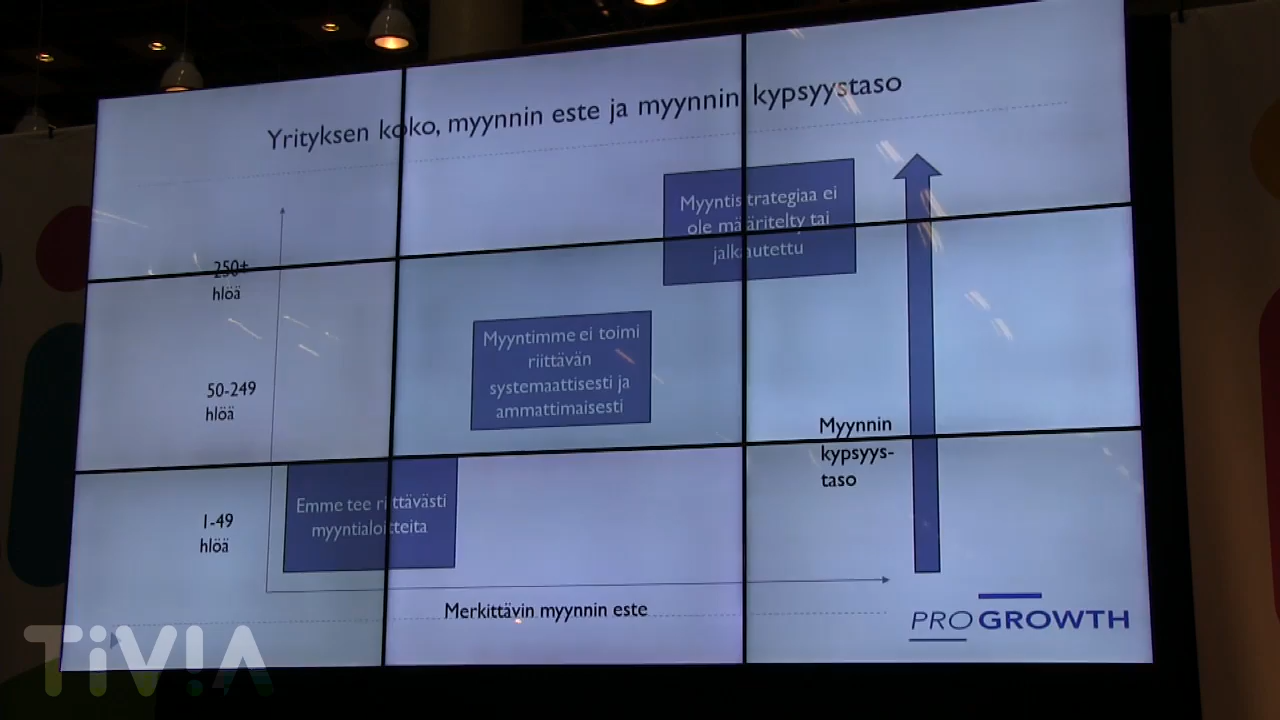 Yrityksen koko, myynnin este ja myynnin kypsyystaso
Myyntistrategiaa ei
ole määritelty tai
jalkautettu
250+
hlöä
Myyntimme ei toimi
riittävän
systemaattisesti ja
ammattimaisesti
50-249
hlöä
Myynnin
kypsyys-
taso
Emme tee riittävästi
myyntialoitteita
1-49
hlöä
Merkittävin myynnin este
PROGROWTH
TiViA